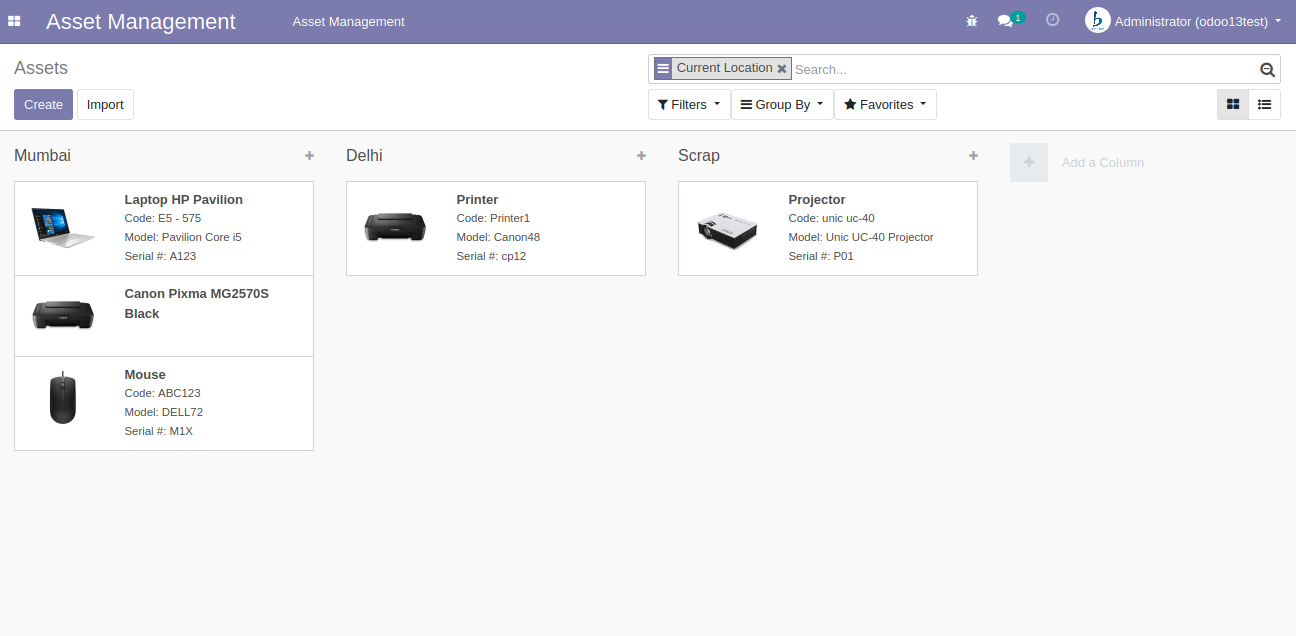 Asset Management
Asset Management
1
Administrator (odoo13test)
Assets
Current Location
Search...
Create
Import
Filters
Group By
Favorites
Mumbai
Delhi
Scrap
Add a Column
Laptop HP Pavilion
Code: E5 - 575
Model: Pavilion Core i5
Serial #: A123
Canon Pixma MG2570S
Black
Mouse
Code: ABC123
Model: DELL72
Serial #: M1X
Printer
Code: Printer1
Model: Canon48
Serial #: cp12
Projector
Code: unic uc-40
Model: Unic UC-40 Projector
Serial #: P01